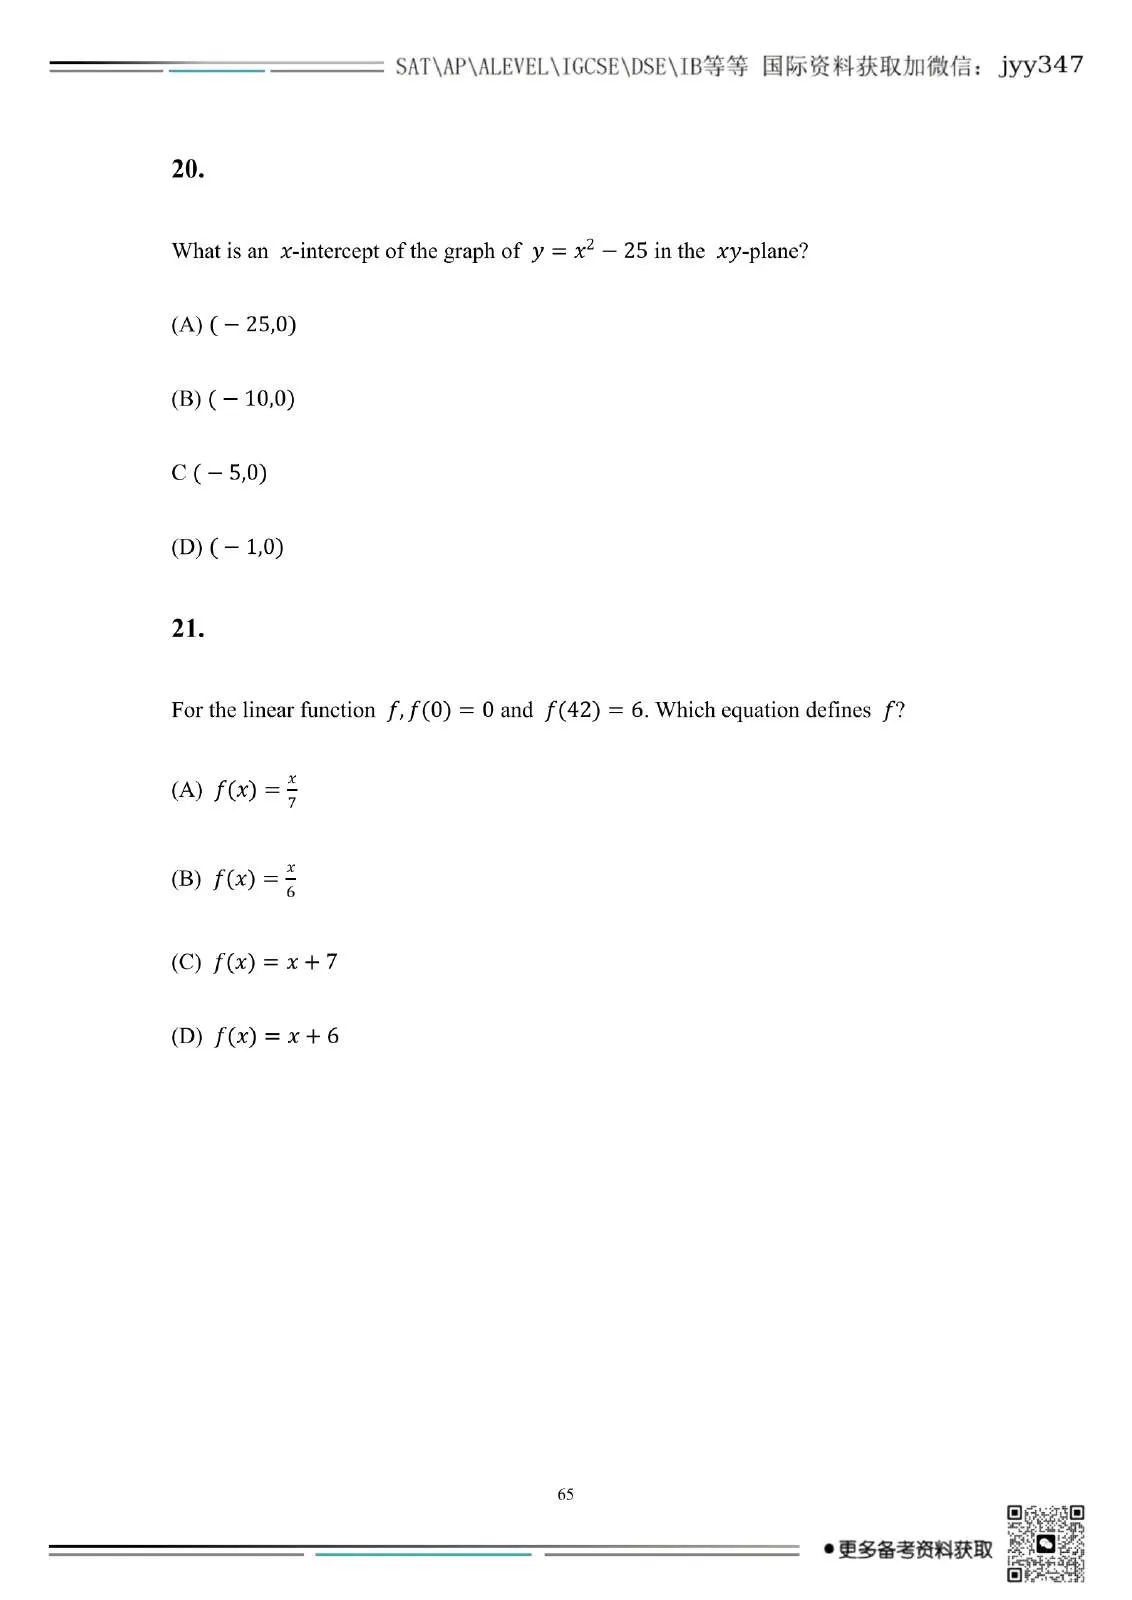 SAT\AP\ALEVEL\IGCSE\DSE\IB等等 国际资料获取加微信: jyy347
20.
What is an x-intercept of the graph of y = x² − 25 in the xy-plane?
(A) ( − 25,0)
(B) ( − 10,0)
C ( − 5,0)
(D) ( − 1,0)
21.
For the linear function f, f(0) = 0 and f(42) = 6. Which equation defines f?
(A) f(x) = x/7
(B) f(x) = x/6
(C) f(x) = x + 7
(D) f(x) = x + 6
65
●更多备考资料获取